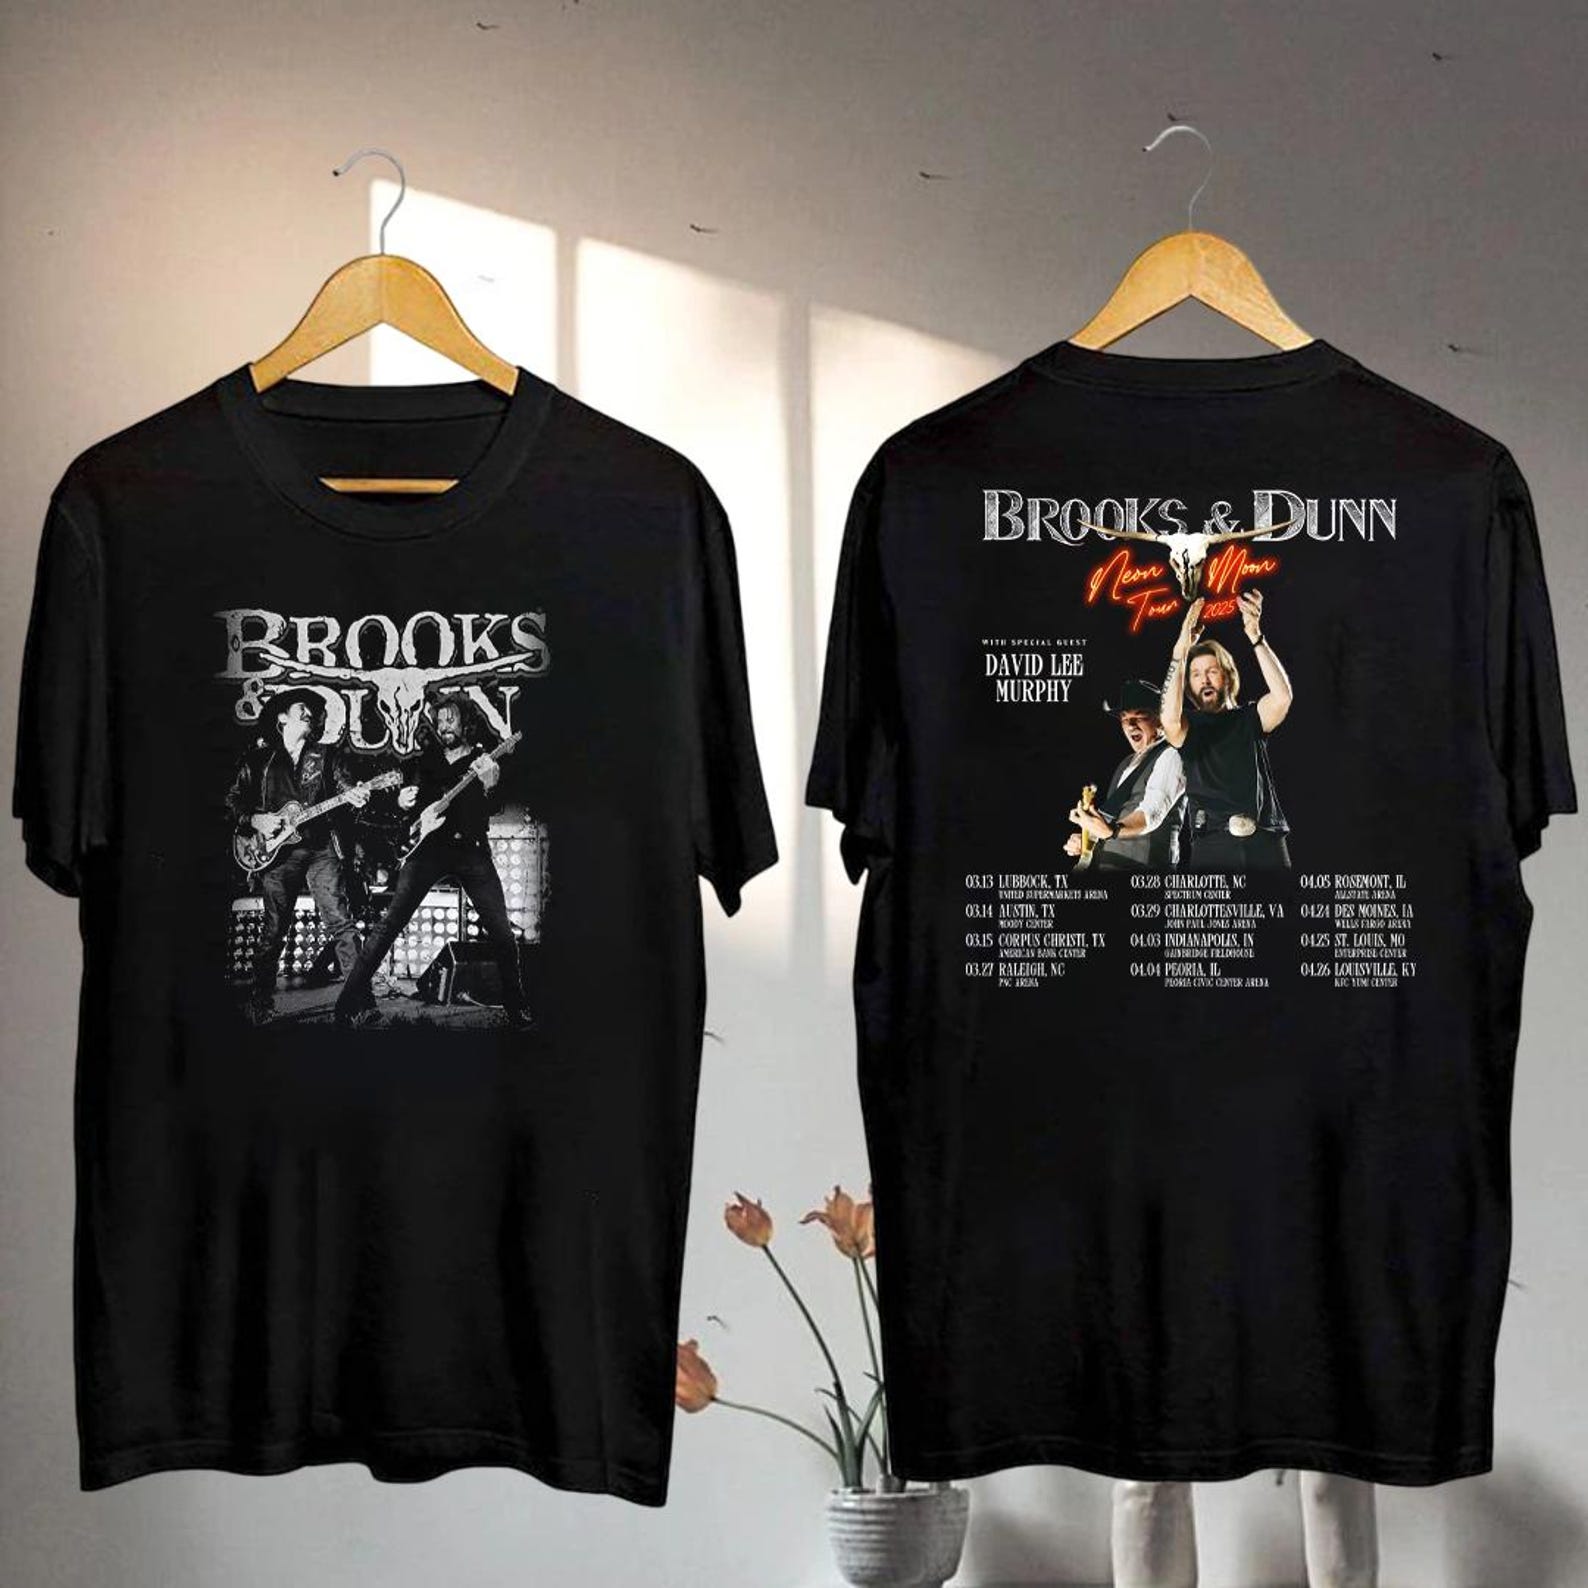 BROOKS
& DUNN
BROOKS & DUNN
Neon Moon
Tour 2025
WITH SPECIAL GUEST
DAVID LEE
MURPHY
03.13 LUBBOCK, TX
UNITED SUPERMARKETS ARENA
03.14 AUSTIN, TX
MOODY CENTER
03.15 CORPUS CHRISTI, TX
AMERICAN BANK CENTER
03.27 RALEIGH, NC
PNC ARENA
03.28 CHARLOTTE, NC
SPECTRUM CENTER
03.29 CHARLOTTESVILLE, VA
JOHN PAUL JONES ARENA
04.03 INDIANAPOLIS, IN
GAINBRIDGE FIELDHOUSE
04.04 PEORIA, IL
PEORIA CIVIC CENTER ARENA
04.05 ROSEMONT, IL
ALLSTATE ARENA
04.24 DES MOINES, IA
WELLS FARGO ARENA
04.25 ST. LOUIS, MO
ENTERPRISE CENTER
04.26 LOUISVILLE, KY
KFC YUM! CENTER